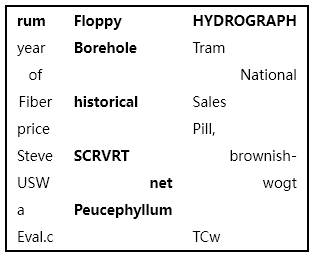 rum Floppy HYDROGRAPH
year Borehole Tram
of National
Fiber historical Sales
price Pill,
Steve SCRVRT brownish-
USW net wogt
a Peucephyllum
Eval.c TCw